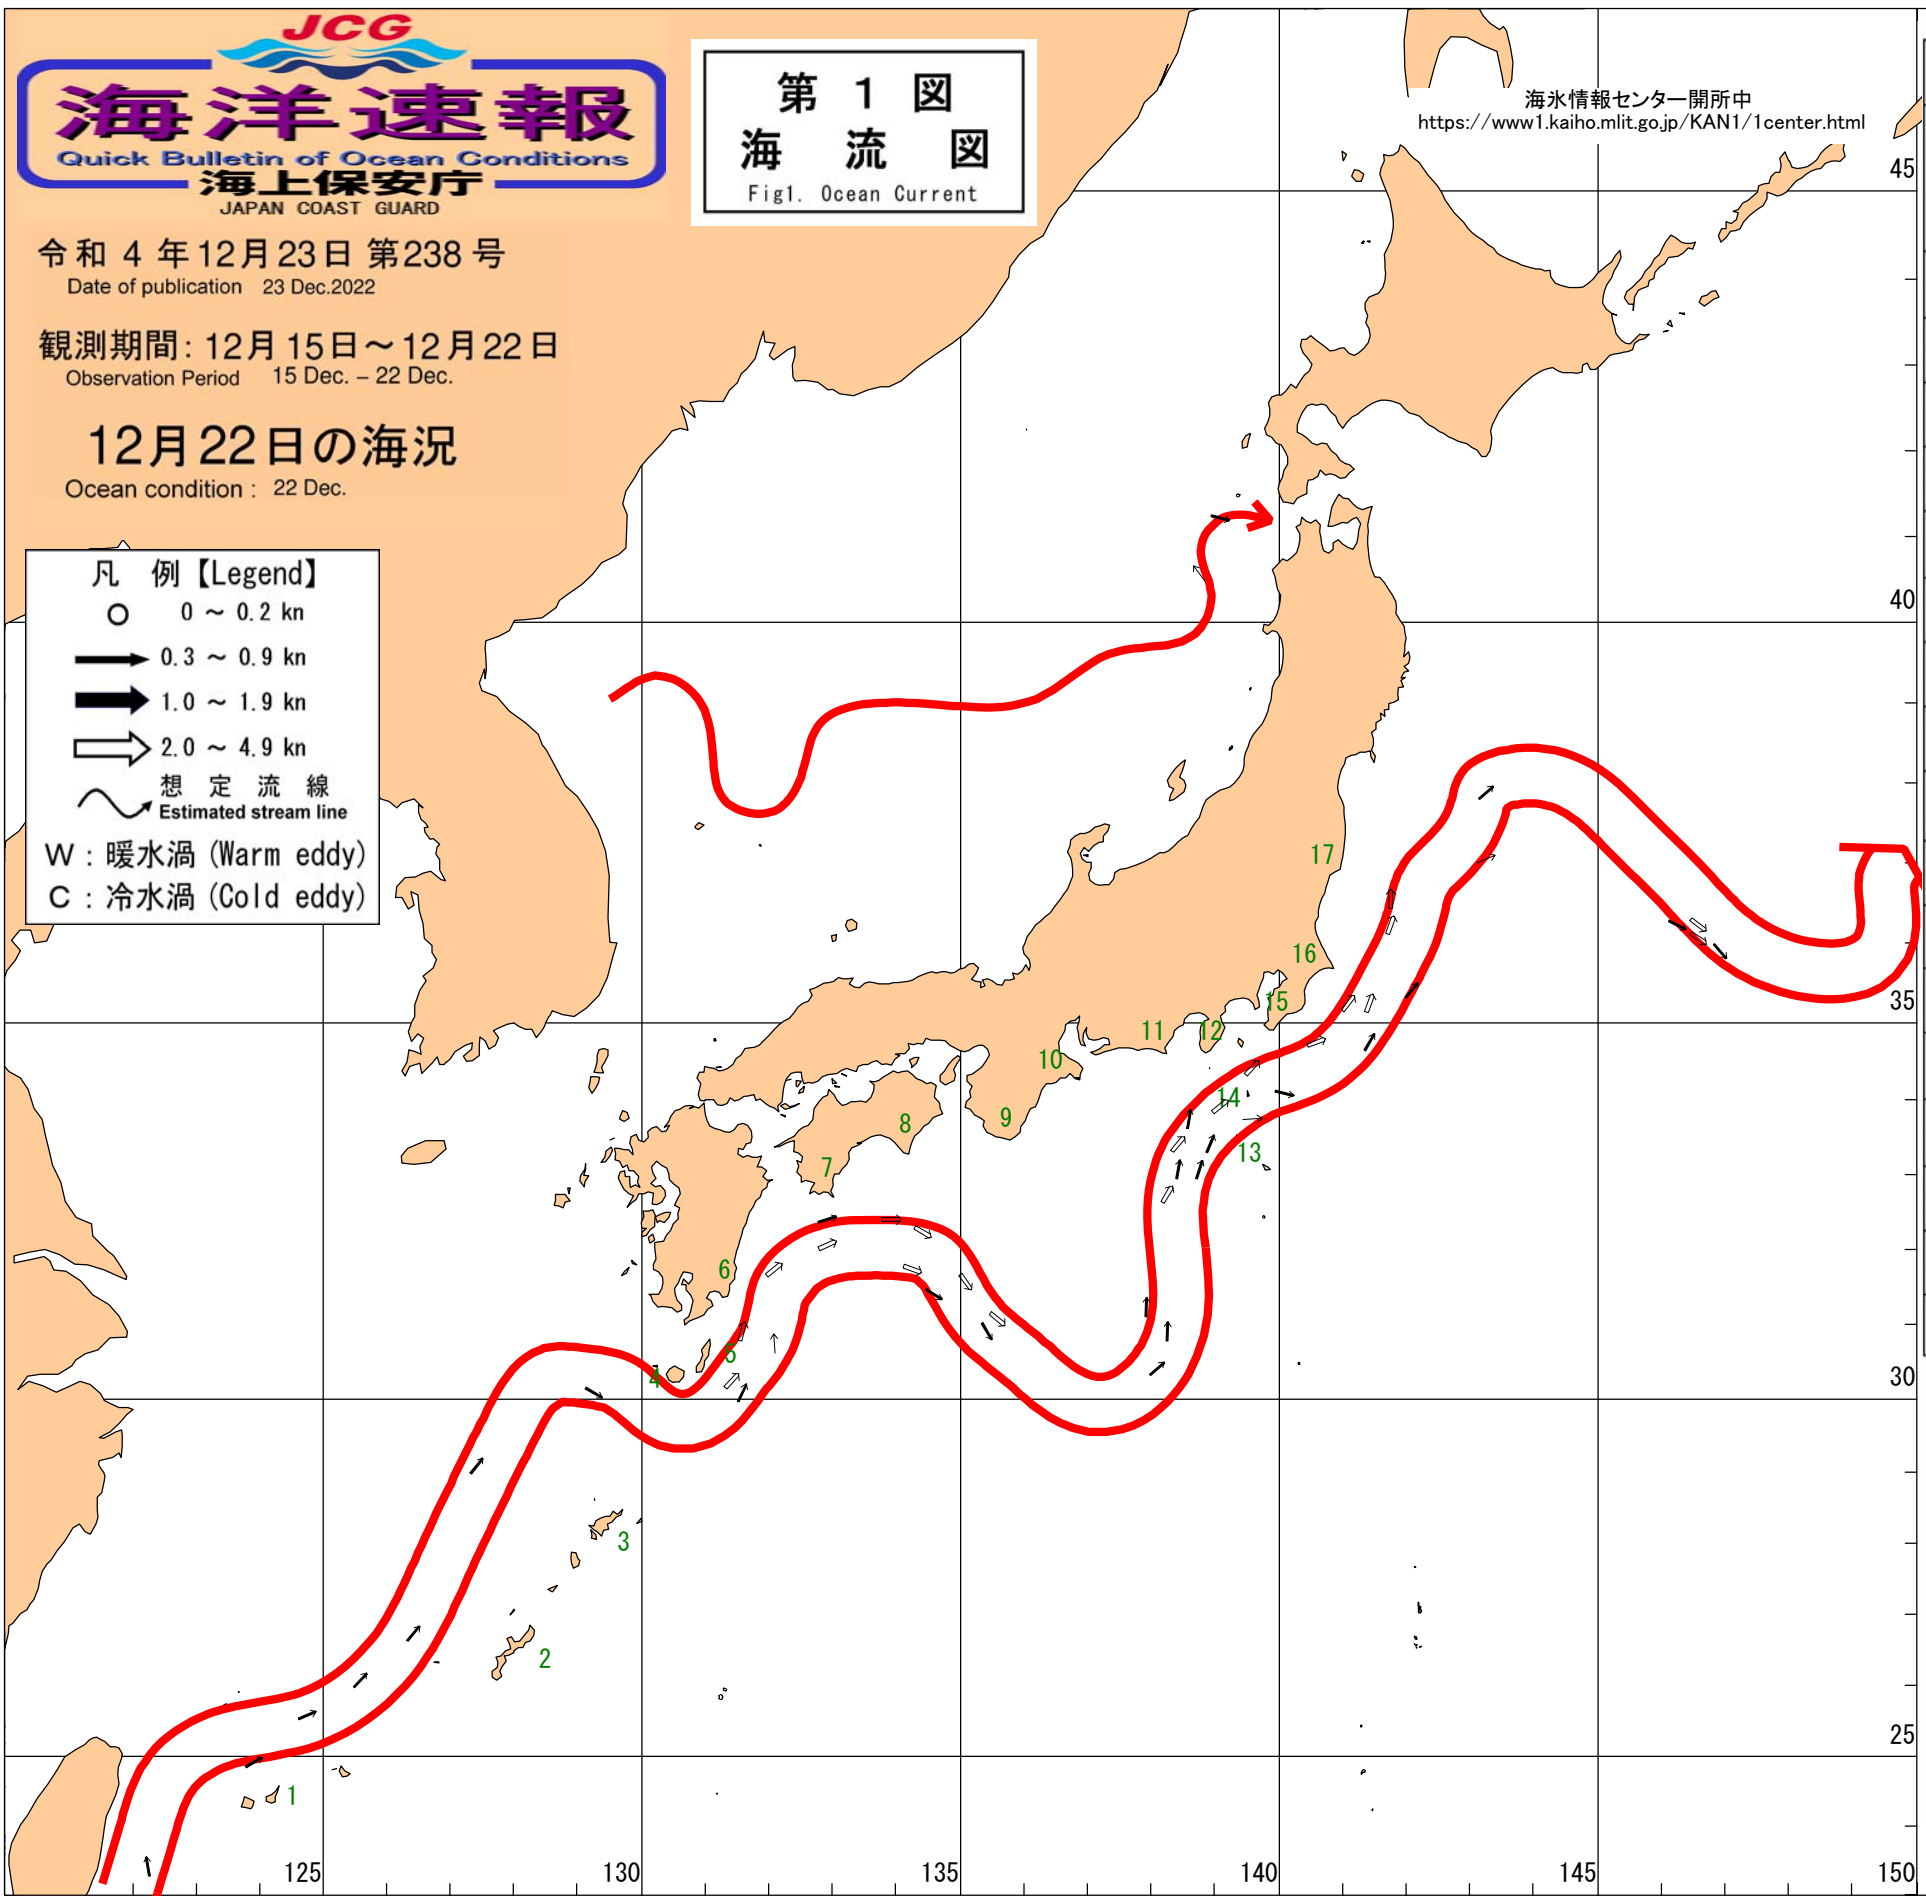 JCG
海洋速報
Quick Bulletin of Ocean Conditions
海上保安庁
JAPAN COAST GUARD
第 1 図
海 流 図
Fig1. Ocean Current
海氷情報センター開所中
https://www1.kaiho.mlit.go.jp/KAN1/1center.html
令和 4 年12月23日 第238 号
Date of publication 23 Dec.2022
観測期間: 12月15日～12月22日
Observation Period 15 Dec. – 22 Dec.
12月22日の海況
Ocean condition : 22 Dec.
凡 例【Legend】
0 ～ 0.2 kn
0.3 ～ 0.9 kn
1.0 ～ 1.9 kn
2.0 ～ 4.9 kn
想 定 流 線
Estimated stream line
W : 暖水渦 (Warm eddy)
C : 冷水渦 (Cold eddy)
45
40
35
30
25
17
16
15
12
11
10
14
9
8
13
7
6
5
4
3
2
1
125
130
135
140
145
150